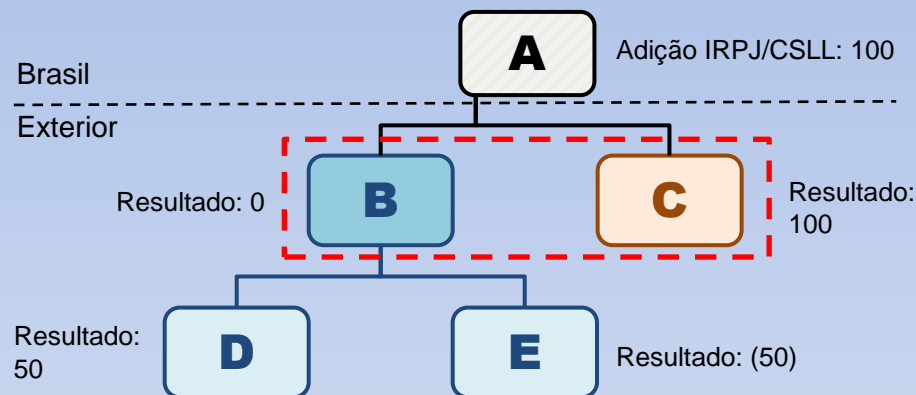 A
Adição IRPJ/CSLL: 100
Brasil
Exterior
Resultado: 0
B
C
Resultado:
100
Resultado:
50
D
E
Resultado: (50)